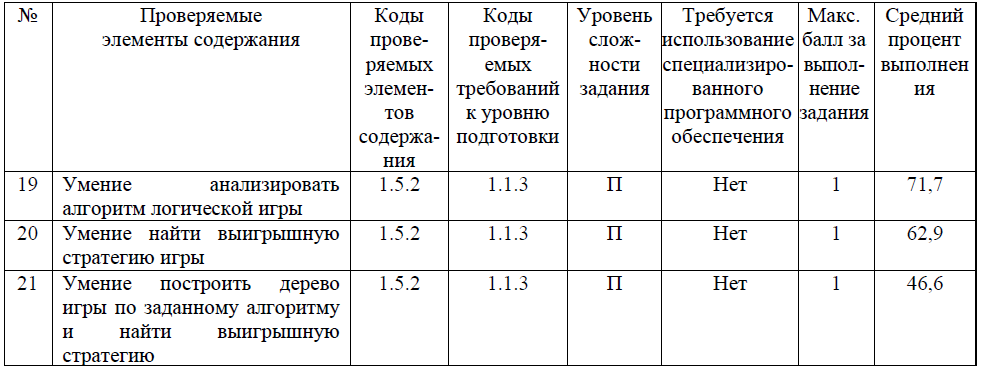 №
Проверяемые
элементы содержания
Коды
прове-
ряемых
элемен-
тов
содержа-
ния
Коды
проверя-
емых
требований
к уровню
подготовки
Уровень
слож-
ности
задания
Требуется
использование
специализиро-
ванного
программного
обеспечения
Макс.
балл за
выпол-
нение
задания
Средний
процент
выполнен
ия
19
Умение анализировать
алгоритм логической игры
1.5.2
1.1.3
П
Нет
1
71,7
20
Умение найти выигрышную
стратегию игры
1.5.2
1.1.3
П
Нет
1
62,9
21
Умение построить дерево
игры по заданному алгоритму
и найти выигрышную
стратегию
1.5.2
1.1.3
П
Нет
1
46,6